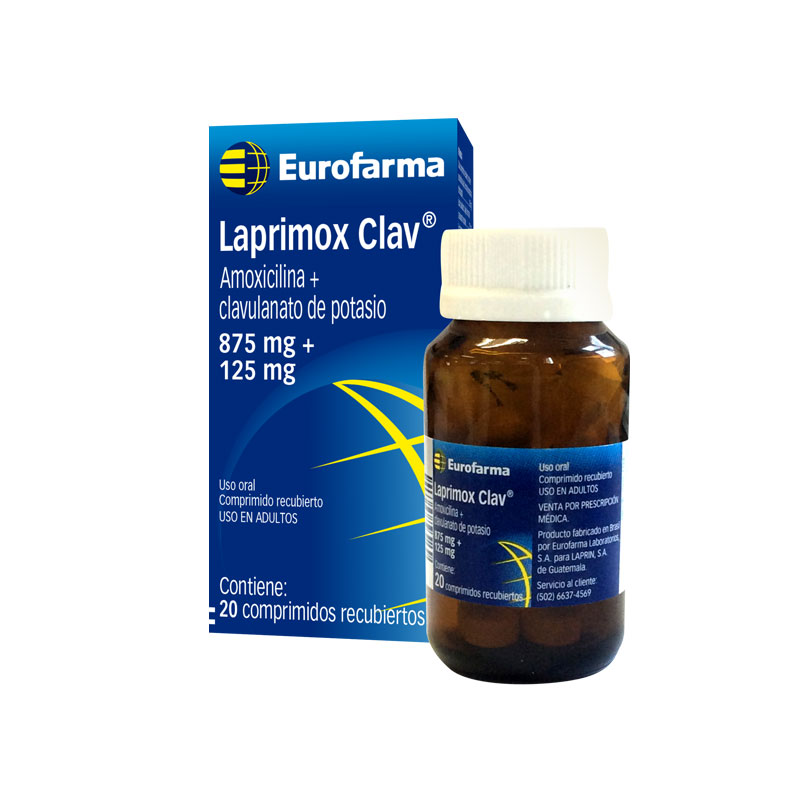 Eurofarma
Laprimox Clav®
Amoxicilina +
clavulanato de potasio
875 mg +
125 mg
Uso oral
Comprimido recubierto
USO EN ADULTOS
Contiene:
20 comprimidos recubiertos
Eurofarma
Laprimox Clav®
Amoxicilina +
clavulanato de potasio
875 mg +
125 mg
Contiene:
20 comprimidos recubiertos
Uso oral
Comprimido recubierto
USO EN ADULTOS
VENTA POR PRESCRIPCIÓN
MÉDICA.
Producto fabricado en Brasil
por Eurofarma Laboratorios,
S.A. para LAPRIN, S.A.
de Guatemala.
Servicio al cliente:
(502) 6637-4569